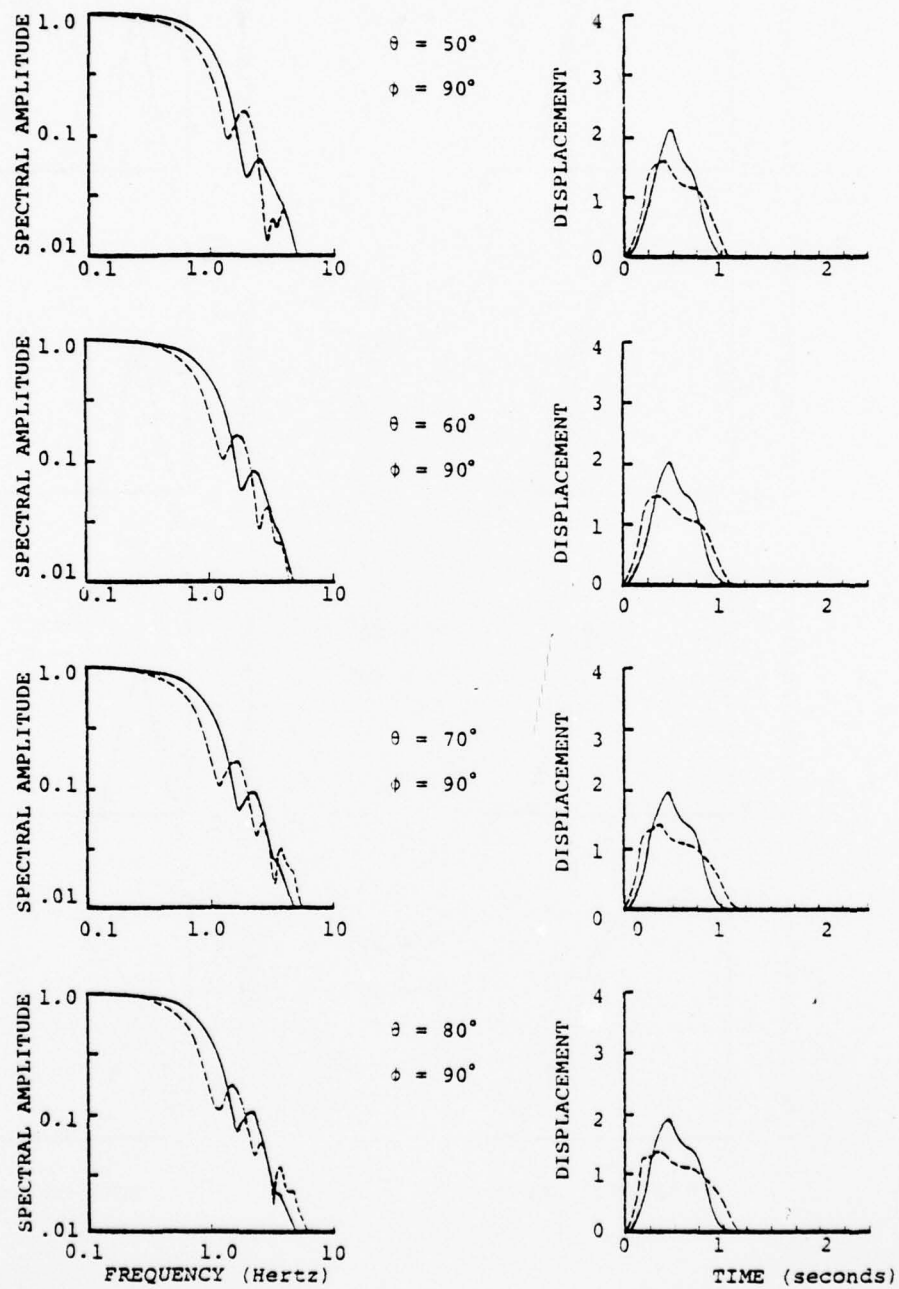 SPECTRAL AMPLITUDE
1.0
0.1
.01
0.1 1.0 10
θ = 50°
φ = 90°
DISPLACEMENT
4
3
2
1
0
0 1 2
SPECTRAL AMPLITUDE
1.0
0.1
.01
0.1 1.0 10
θ = 60°
φ = 90°
DISPLACEMENT
4
3
2
1
0
0 1 2
SPECTRAL AMPLITUDE
1.0
0.1
.01
0.1 1.0 10
θ = 70°
φ = 90°
DISPLACEMENT
4
3
2
1
0
0 1 2
SPECTRAL AMPLITUDE
1.0
0.1
.01
0.1 1.0 10
FREQUENCY (Hertz)
θ = 80°
φ = 90°
DISPLACEMENT
4
3
2
1
0
0 1 2
TIME (seconds)